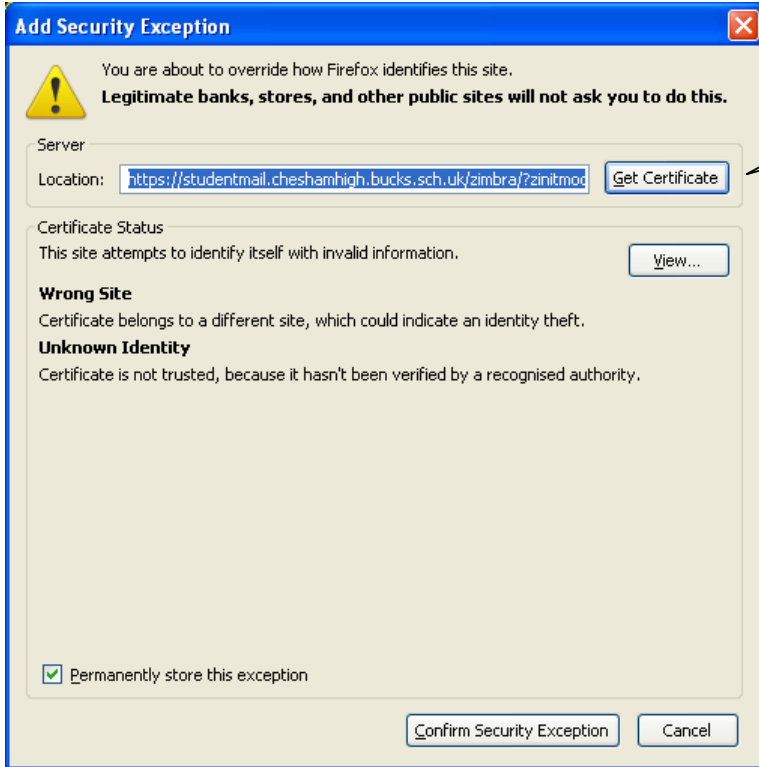 Add Security Exception
You are about to override how Firefox identifies this site.
Legitimate banks, stores, and other public sites will not ask you to do this.
Server
Location: https://studentmail.cheshamhigh.bucks.sch.uk/zimbra/?zinitmod Get Certificate
Certificate Status
This site attempts to identify itself with invalid information.
View...
Wrong Site
Certificate belongs to a different site, which could indicate an identity theft.
Unknown Identity
Certificate is not trusted, because it hasn't been verified by a recognised authority.
Permanently store this exception
Confirm Security Exception Cancel